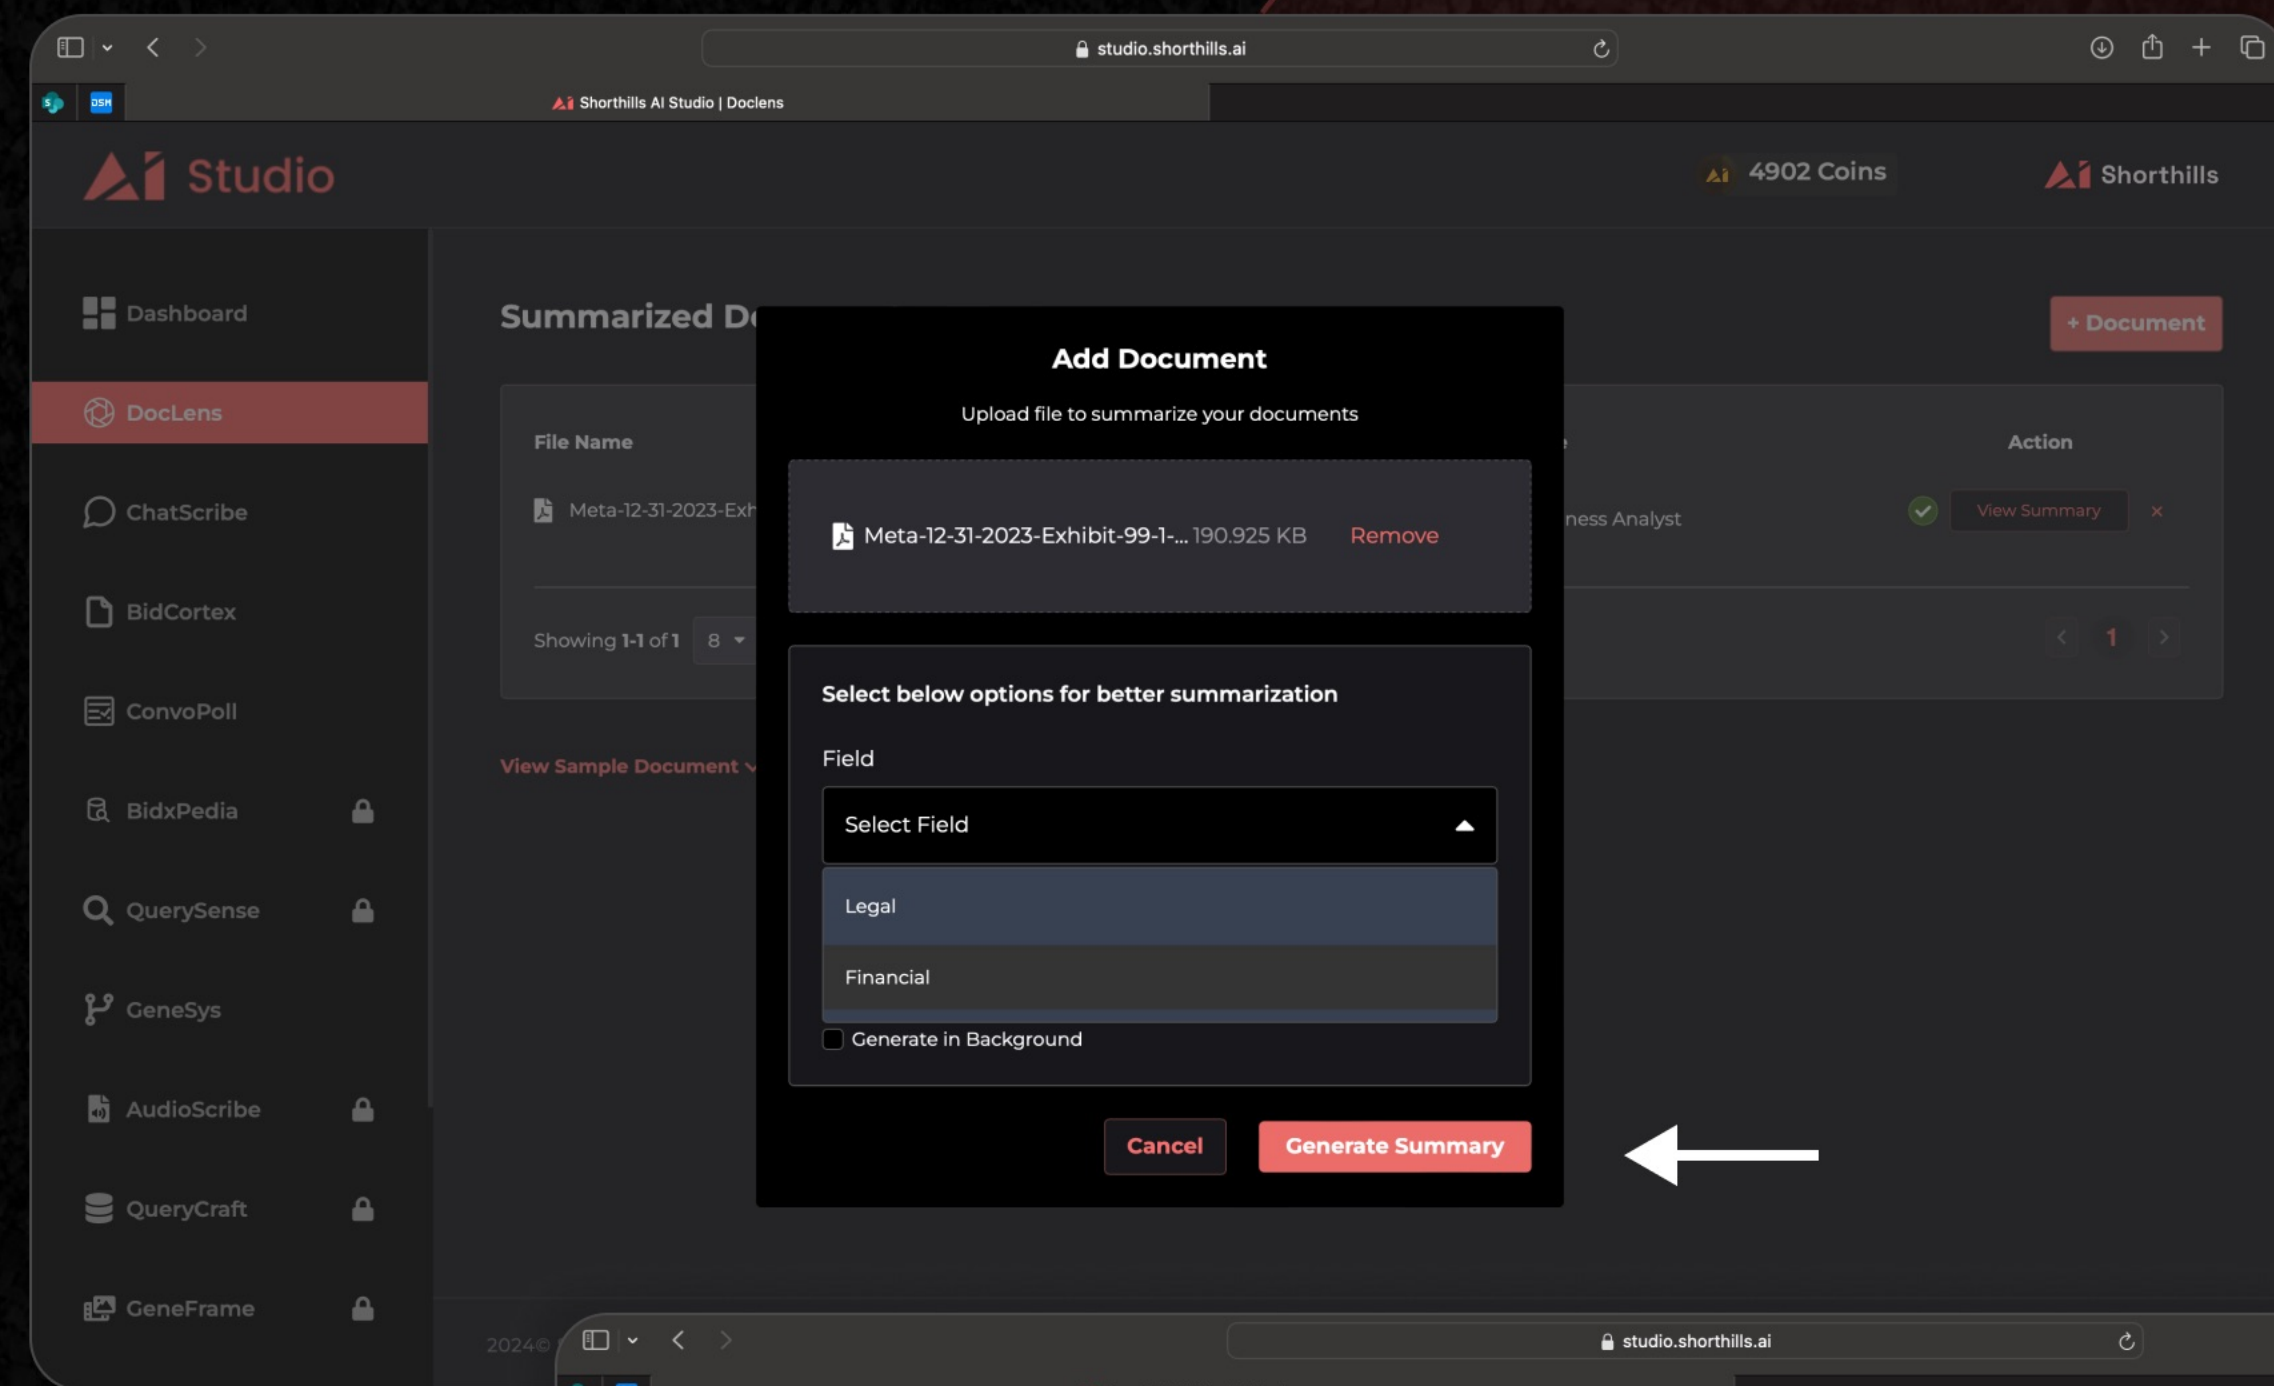 studio.shorthills.ai
DSM
Shorthills AI Studio | Doclens
Ai Studio
4902 Coins
Ai Shorthills
Dashboard
DocLens
ChatScribe
BidCortex
ConvoPoll
BidxPedia
QuerySense
GeneSys
AudioScribe
QueryCraft
GeneFrame
Summarized D
+ Document
File Name
Action
Meta-12-31-2023-Exh
ness Analyst
View Summary
Showing 1-1 of 1
8
1
View Sample Document
Add Document
Upload file to summarize your documents
Meta-12-31-2023-Exhibit-99-1-... 190.925 KB Remove
Select below options for better summarization
Field
Select Field
Legal
Financial
Generate in Background
Cancel
Generate Summary
2024©
studio.shorthills.ai